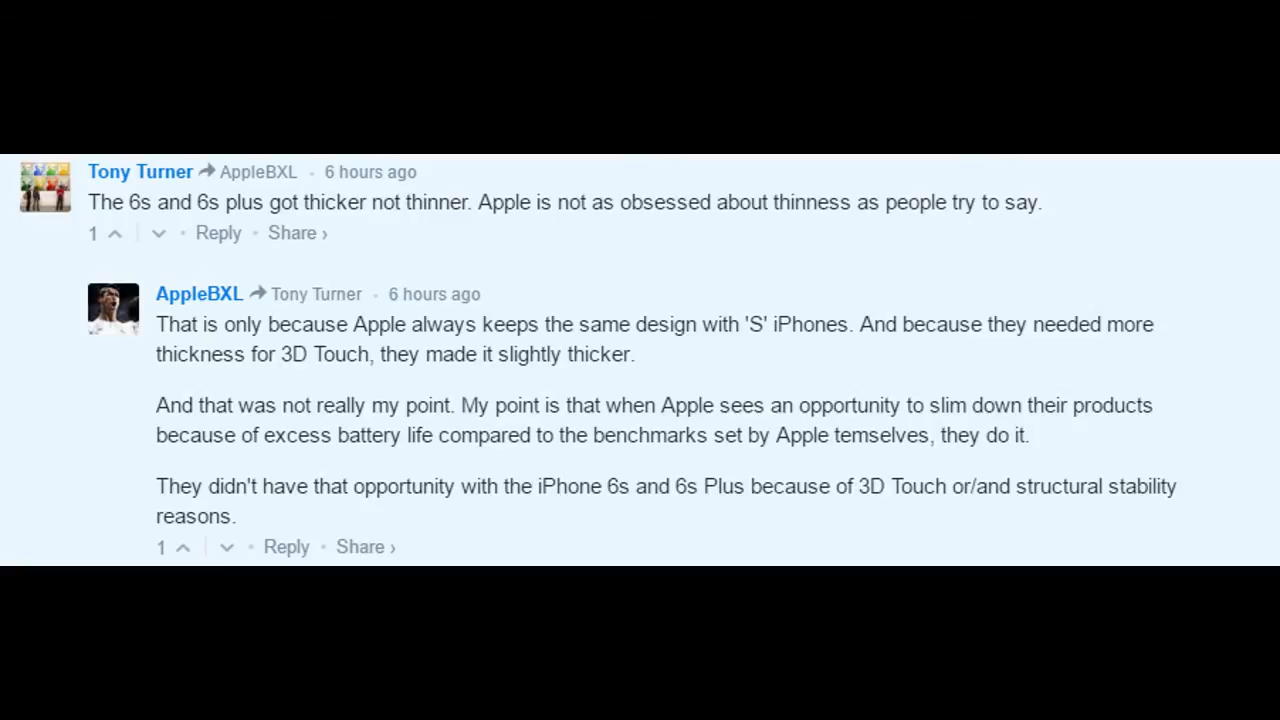 Tony Turner AppleBXL · 6 hours ago
The 6s and 6s plus got thicker not thinner. Apple is not as obsessed about thinness as people try to say.
1 · Reply · Share ›
AppleBXL Tony Turner · 6 hours ago
That is only because Apple always keeps the same design with 'S' iPhones. And because they needed more
thickness for 3D Touch, they made it slightly thicker.
And that was not really my point. My point is that when Apple sees an opportunity to slim down their products
because of excess battery life compared to the benchmarks set by Apple temselves, they do it.
They didn't have that opportunity with the iPhone 6s and 6s Plus because of 3D Touch or/and structural stability
reasons.
1 · Reply · Share ›